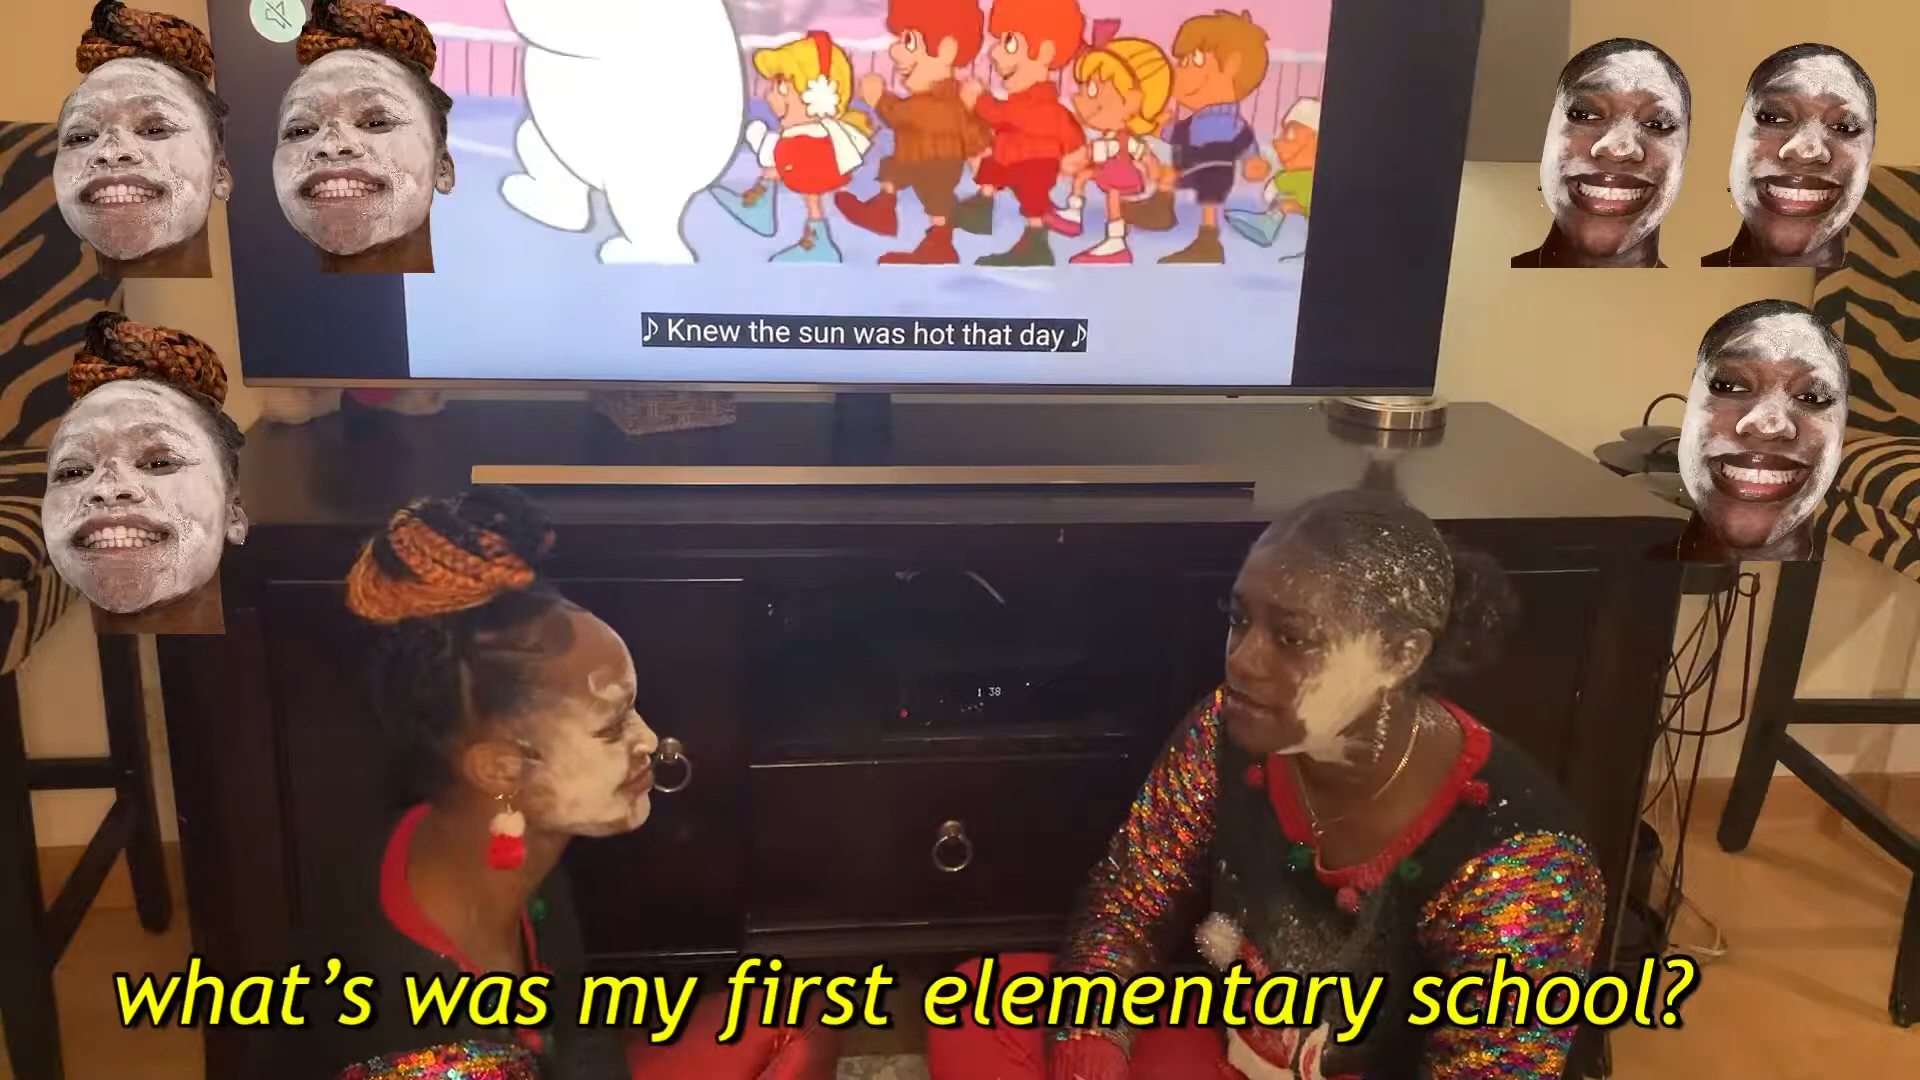 ♪ Knew the sun was hot that day ♪
1 38
what's was my first elementary school?